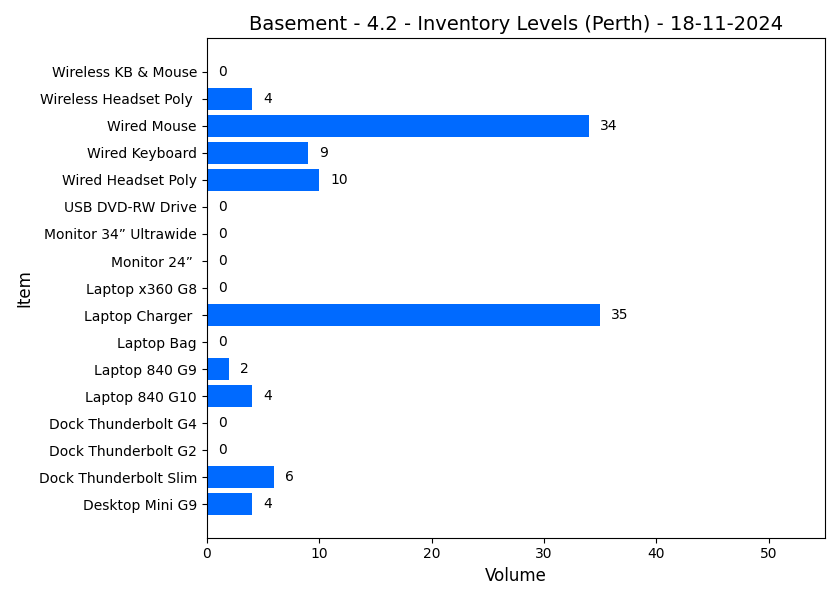 Basement - 4.2 - Inventory Levels (Perth) - 18-11-2024
Item
Wireless KB & Mouse 0
Wireless Headset Poly 4
Wired Mouse 34
Wired Keyboard 9
Wired Headset Poly 10
USB DVD-RW Drive 0
Monitor 34” Ultrawide 0
Monitor 24” 0
Laptop x360 G8 0
Laptop Charger 35
Laptop Bag 0
Laptop 840 G9 2
Laptop 840 G10 4
Dock Thunderbolt G4 0
Dock Thunderbolt G2 0
Dock Thunderbolt Slim 6
Desktop Mini G9 4
0 10 20 30 40 50
Volume